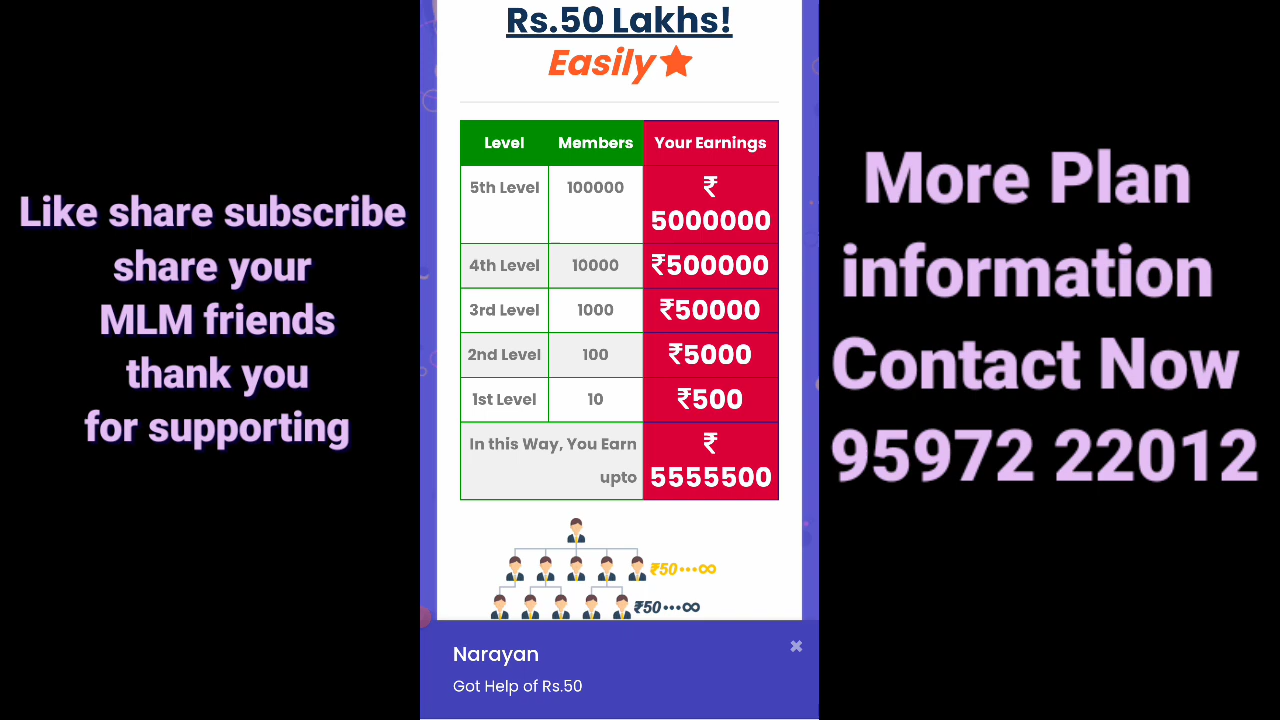 Like share subscribe
share your
MLM friends
thank you
for supporting
Rs.50 Lakhs!
Easily
Level Members Your Earnings
5th Level 100000 ₹
5000000
4th Level 10000 ₹500000
3rd Level 1000 ₹50000
2nd Level 100 ₹5000
1st Level 10 ₹500
In this Way, You Earn ₹
upto 5555500
₹50•••∞
₹50•••∞
Narayan ✖
Got Help of Rs.50
More Plan
information
Contact Now
95972 22012